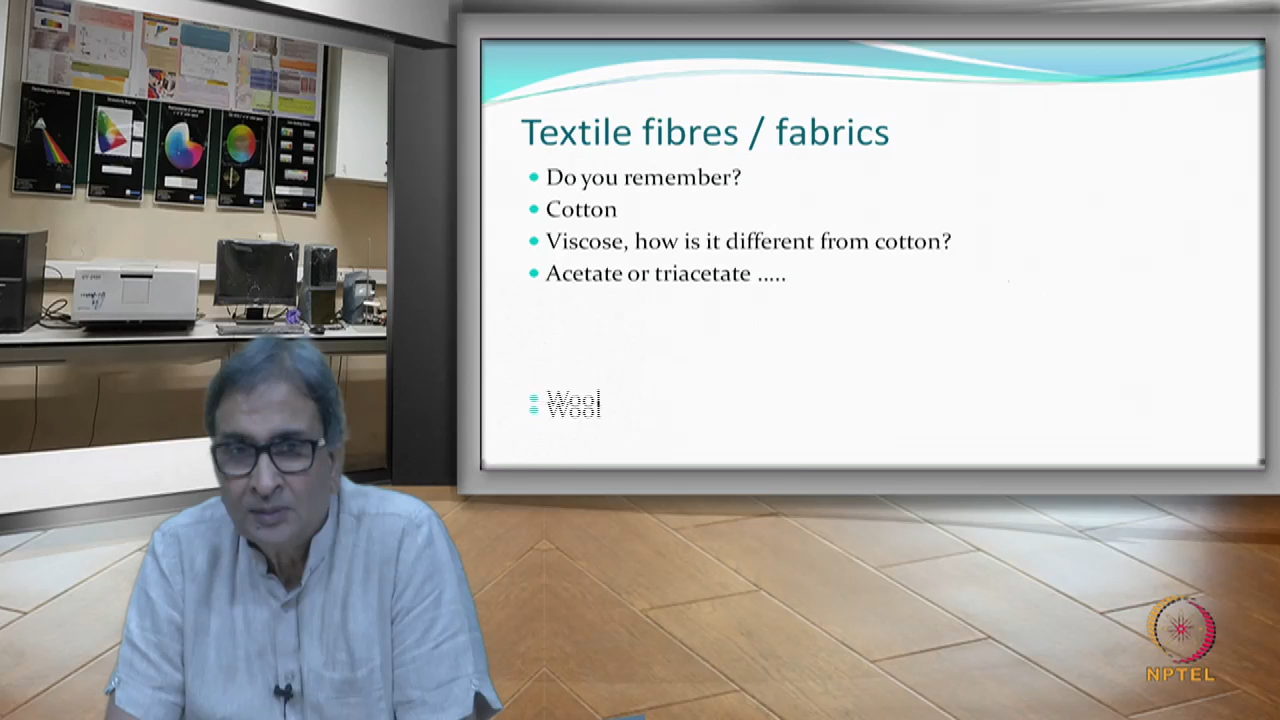 Textile fibres / fabrics
Do you remember?
Cotton
Viscose, how is it different from cotton?
Acetate or triacetate .....
Wool
NPTEL